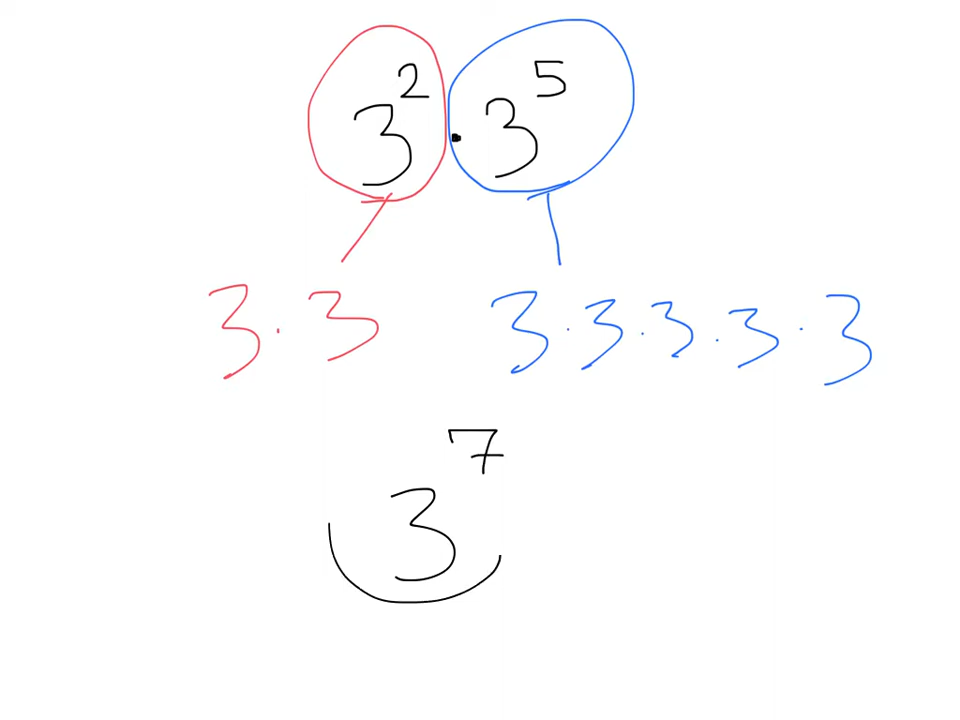 3² · 3⁵
3 · 3 3 · 3 · 3 · 3 · 3
3⁷